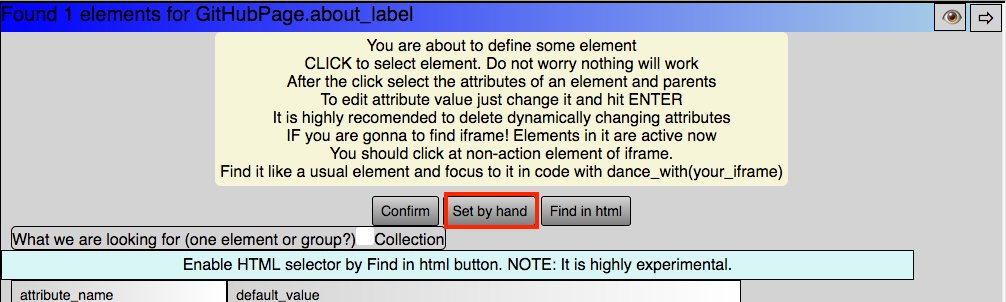 Found 1 elements for GitHubPage.about_label
You are about to define some element
CLICK to select element. Do not worry nothing will work
After the click select the attributes of an element and parents
To edit attribute value just change it and hit ENTER
It is highly recomended to delete dynamically changing attributes
IF you are gonna to find iframe! Elements in it are active now
You should click at non-action element of iframe.
Find it like a usual element and focus to it in code with dance_with(your_iframe)
Confirm Set by hand Find in html
What we are looking for (one element or group?) Collection
Enable HTML selector by Find in html button. NOTE: It is highly experimental.
attribute_name default_value